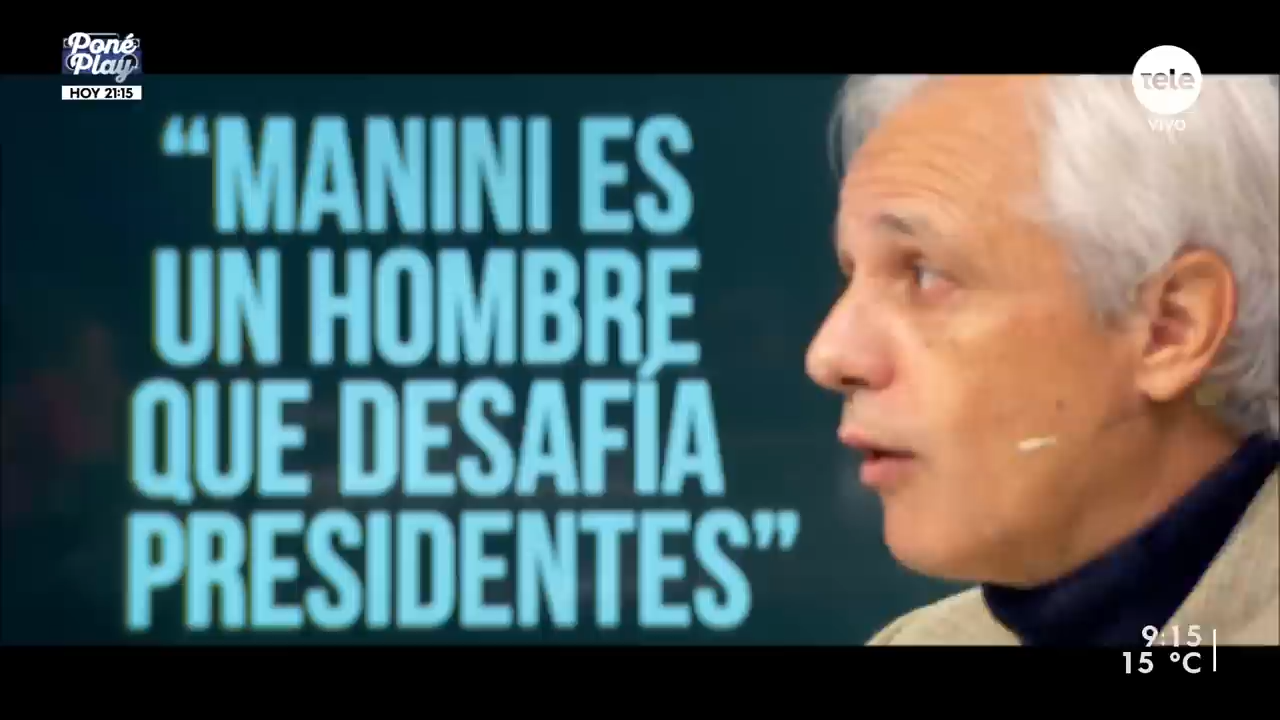 Poné
Play
HOY 21:15
tele
VIVO
“MANINI ES
UN HOMBRE
QUE DESAFÍA
PRESIDENTES”
9:15
15 °C